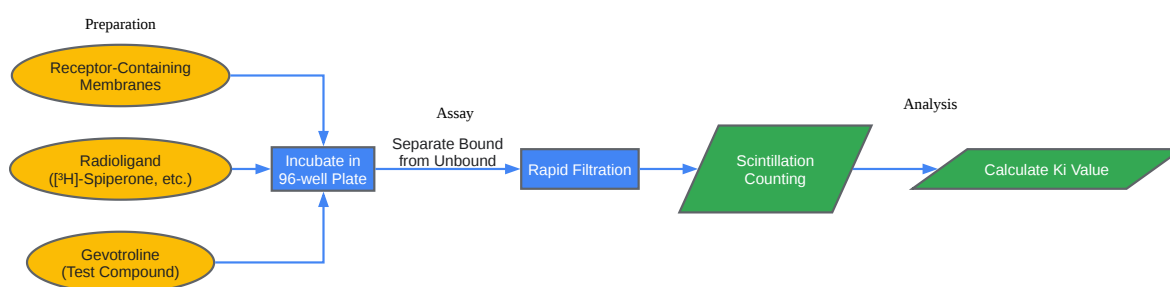 Preparation
Receptor-Containing
Membranes
Radioligand
([³H]-Spiperone, etc.)
Gevotroline
(Test Compound)
Incubate in
96-well Plate
Assay
Separate Bound
from Unbound
Rapid Filtration
Scintillation
Counting
Analysis
Calculate Ki Value